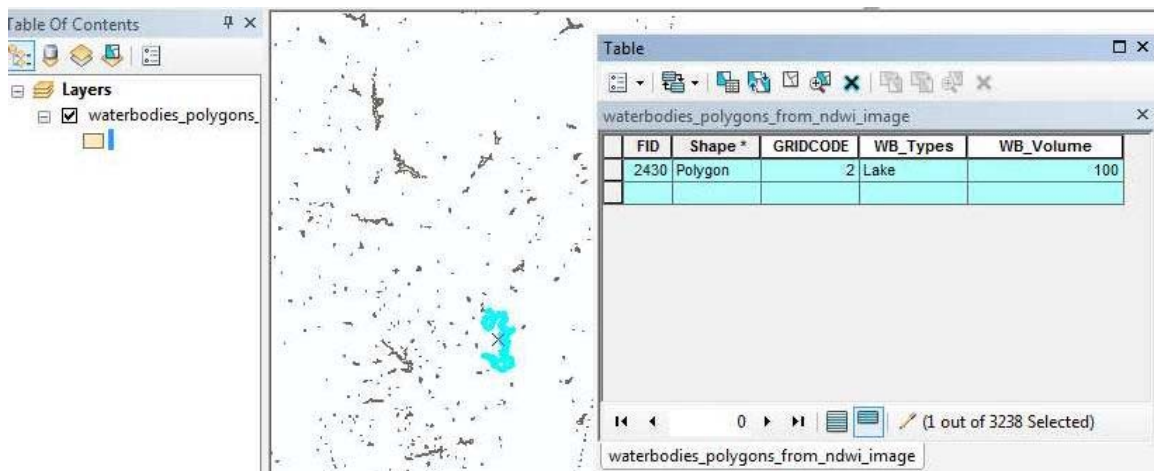 Table Of Contents
Layers
waterbodies_polygons_
Table
waterbodies_polygons_from_ndwi_image
FID Shape * GRIDCODE WB_Types WB_Volume
2430 Polygon 2 Lake 100
0 (1 out of 3238 Selected)
waterbodies_polygons_from_ndwi_image